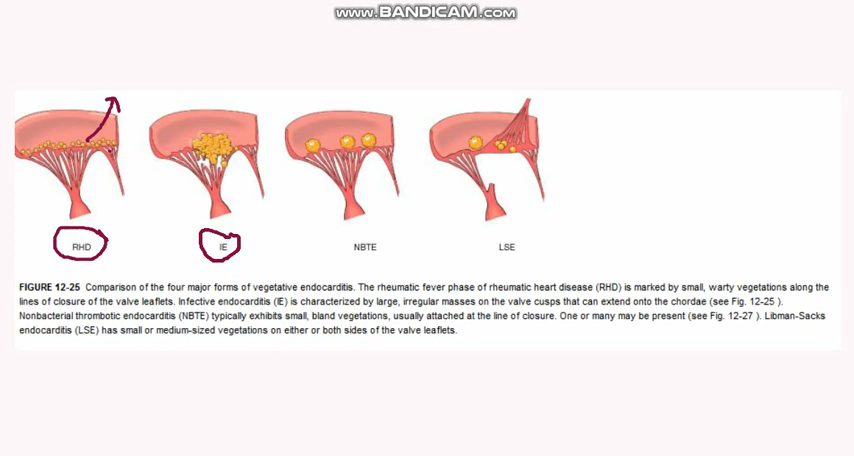 www.BANDICAM.com
RHD
IE
NBTE
LSE
FIGURE 12-25 Comparison of the four major forms of vegetative endocarditis. The rheumatic fever phase of rheumatic heart disease (RHD) is marked by small, warty vegetations along the
lines of closure of the valve leaflets. Infective endocarditis (IE) is characterized by large, irregular masses on the valve cusps that can extend onto the chordae (see Fig. 12-25 ).
Nonbacterial thrombotic endocarditis (NBTE) typically exhibits small, bland vegetations, usually attached at the line of closure. One or many may be present (see Fig. 12-27 ). Libman-Sacks
endocarditis (LSE) has small or medium-sized vegetations on either or both sides of the valve leaflets.